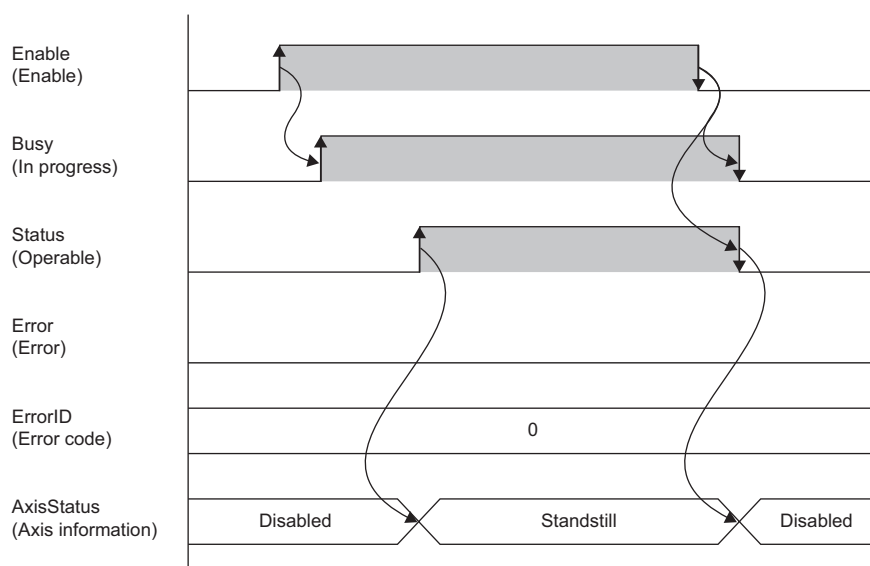 Enable
(Enable)
Busy
(In progress)
Status
(Operable)
Error
(Error)
ErrorID
(Error code)
0
AxisStatus
(Axis information)
Disabled
Standstill
Disabled